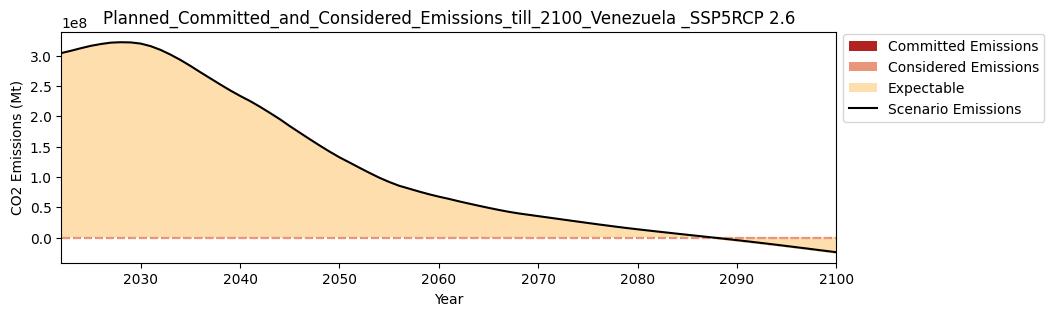 Planned_Committed_and_Considered_Emissions_till_2100_Venezuela _SSP5RCP 2.6
1e8
3.0
2.5
2.0
1.5
1.0
0.5
0.0
CO2 Emissions (Mt)
2030 2040 2050 2060 2070 2080 2090 2100
Year
Committed Emissions
Considered Emissions
Expectable
Scenario Emissions